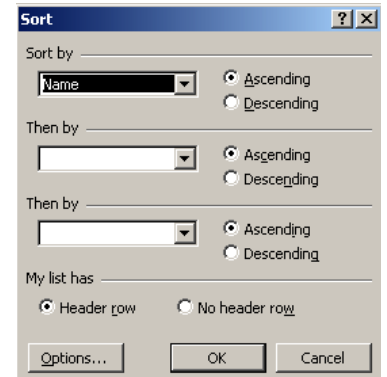 Sort
Sort by
Name
Ascending
Descending
Then by
Ascending
Descending
Then by
Ascending
Descending
My list has
Header row No header row
Options... OK Cancel